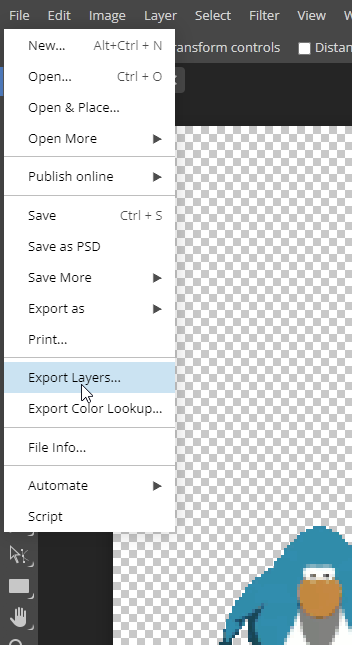 File Edit Image Layer Select Filter View
ransform controls Distan
New... Alt+Ctrl + N
Open... Ctrl + O
Open & Place...
Open More
Publish online
Save Ctrl + S
Save as PSD
Save More
Export as
Print...
Export Layers...
Export Color Lookup...
File Info...
Automate
Script